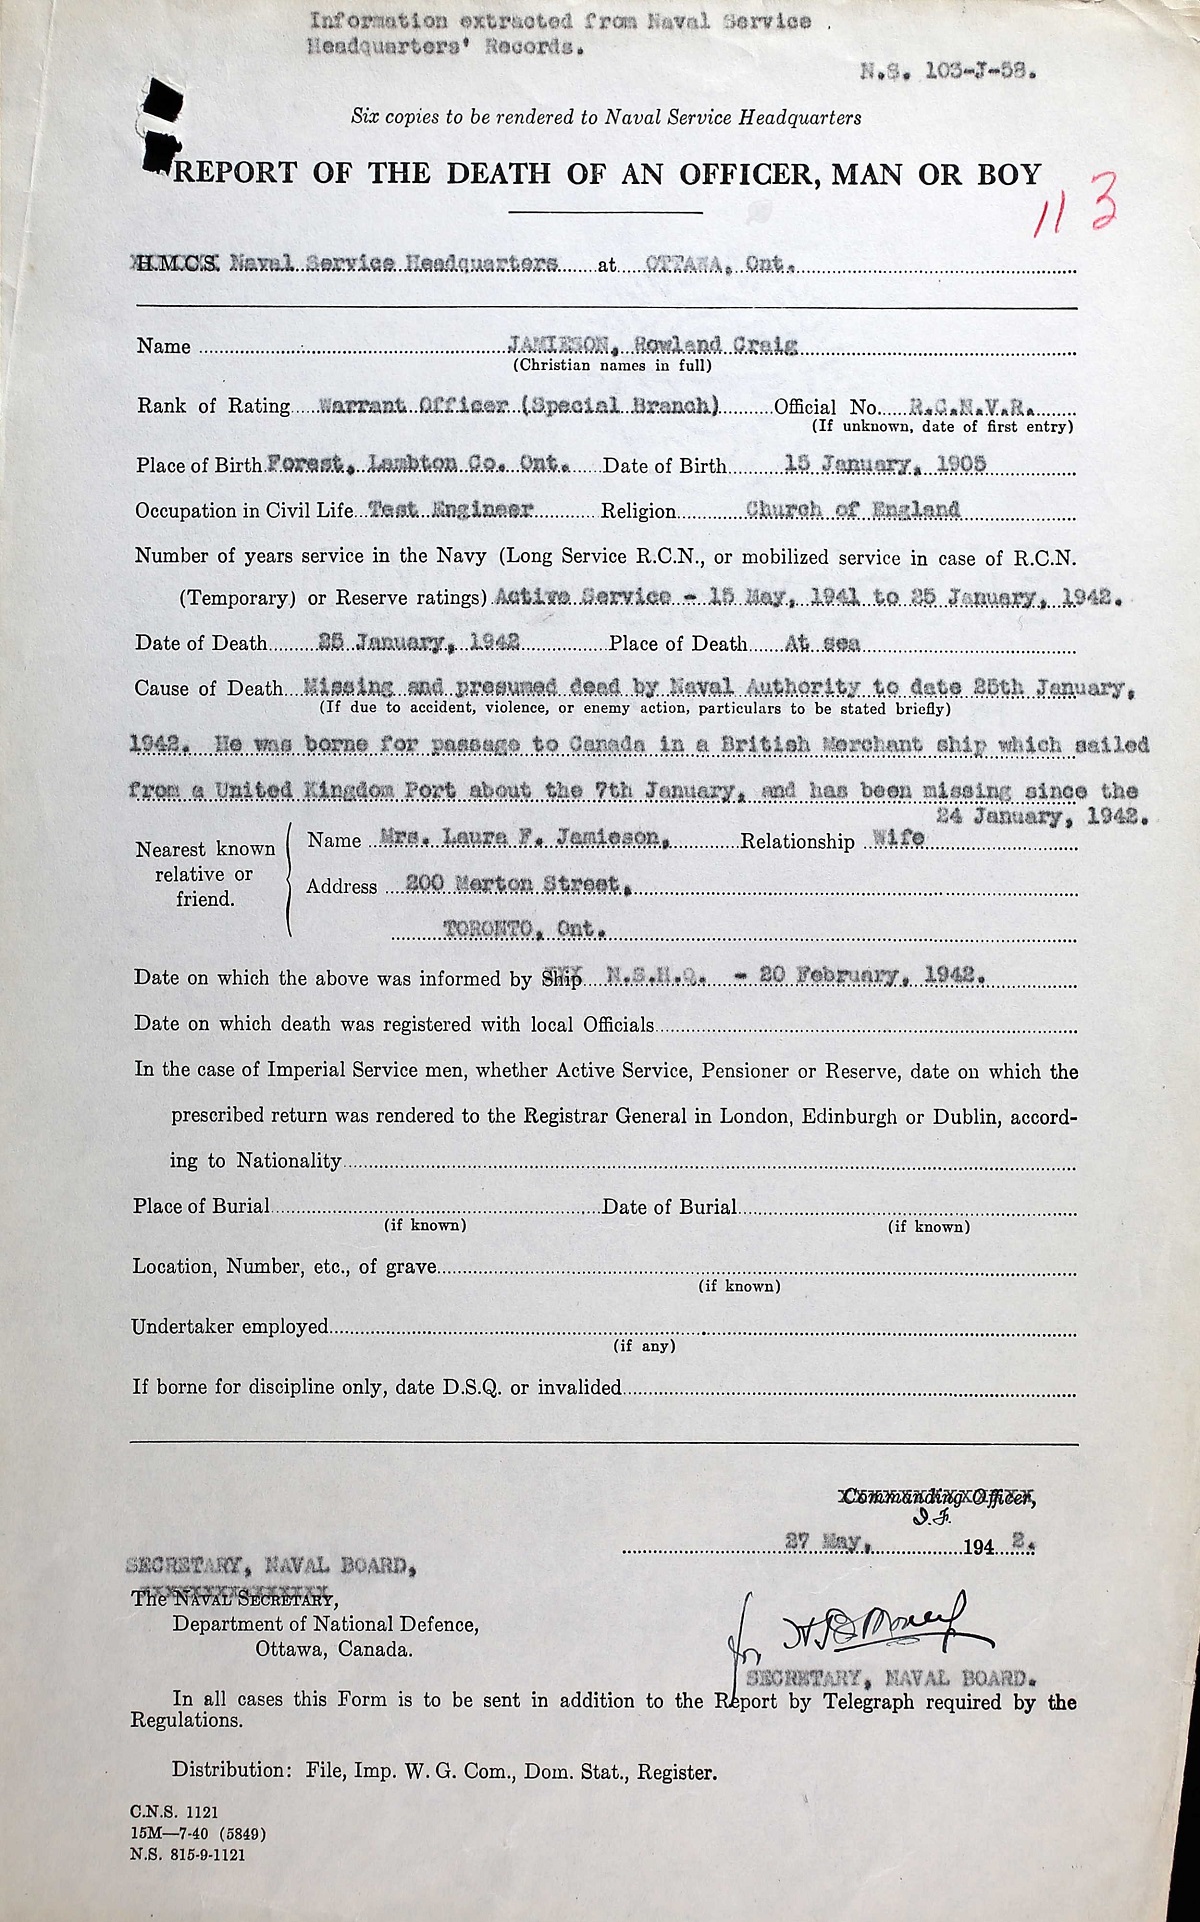 Information extracted from Naval Service
Headquarters' Records.
N.S. 103-J-58.
Six copies to be rendered to Naval Service Headquarters
REPORT OF THE DEATH OF AN OFFICER, MAN OR BOY
113
H.M.C.S. Naval Service Headquarters at OTTAWA, Ont.
Name JAMIESON, Rowland Craig
(Christian names in full)
Rank of Rating Warrant Officer (Special Branch) Official No. R.C.N.V.R.
(If unknown, date of first entry)
Place of Birth Forest, Lambton Co. Ont. Date of Birth 15 January, 1905
Occupation in Civil Life Test Engineer Religion Church of England
Number of years service in the Navy (Long Service R.C.N., or mobilized service in case of R.C.N.
(Temporary) or Reserve ratings) Active Service - 15 May, 1941 to 25 January, 1942.
Date of Death 25 January, 1942 Place of Death At sea
Cause of Death Missing and presumed dead by Naval Authority to date 25th January,
(If due to accident, violence, or enemy action, particulars to be stated briefly)
1942. He was borne for passage to Canada in a British Merchant ship which sailed
from a United Kingdom Port about the 7th January, and has been missing since the
24 January, 1942.
Nearest known relative or friend. Name Mrs. Laura F. Jamieson, Relationship Wife
Address 200 Merton Street,
TORONTO, Ont.
Date on which the above was informed by Ship N.S.H.Q. - 20 February, 1942.
Date on which death was registered with local Officials
In the case of Imperial Service men, whether Active Service, Pensioner or Reserve, date on which the
prescribed return was rendered to the Registrar General in London, Edinburgh or Dublin, accord-
ing to Nationality
Place of Burial Date of Burial
(if known) (if known)
Location, Number, etc., of grave
(if known)
Undertaker employed
(if any)
If borne for discipline only, date D.S.Q. or invalided
Commanding Officer,
27 May, 1942.
SECRETARY, NAVAL BOARD,
The NAVAL SECRETARY,
Department of National Defence,
Ottawa, Canada.
for
SECRETARY, NAVAL BOARD.
In all cases this Form is to be sent in addition to the Report by Telegraph required by the
Regulations.
Distribution: File, Imp. W. G. Com., Dom. Stat., Register.
C.N.S. 1121
15M—7-40 (5849)
N.S. 815-9-1121